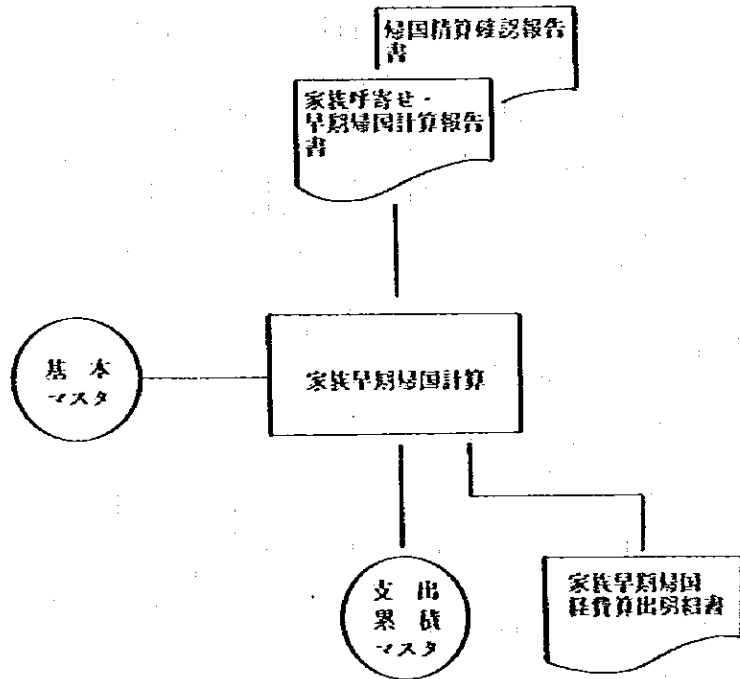 帰国精算確認報告
書
家族呼寄せ・
早期帰国計算報告
書
基 本
マスタ
家族早期帰国計算
支 出
累 積
マスタ
家族早期帰国
経費算出明細書